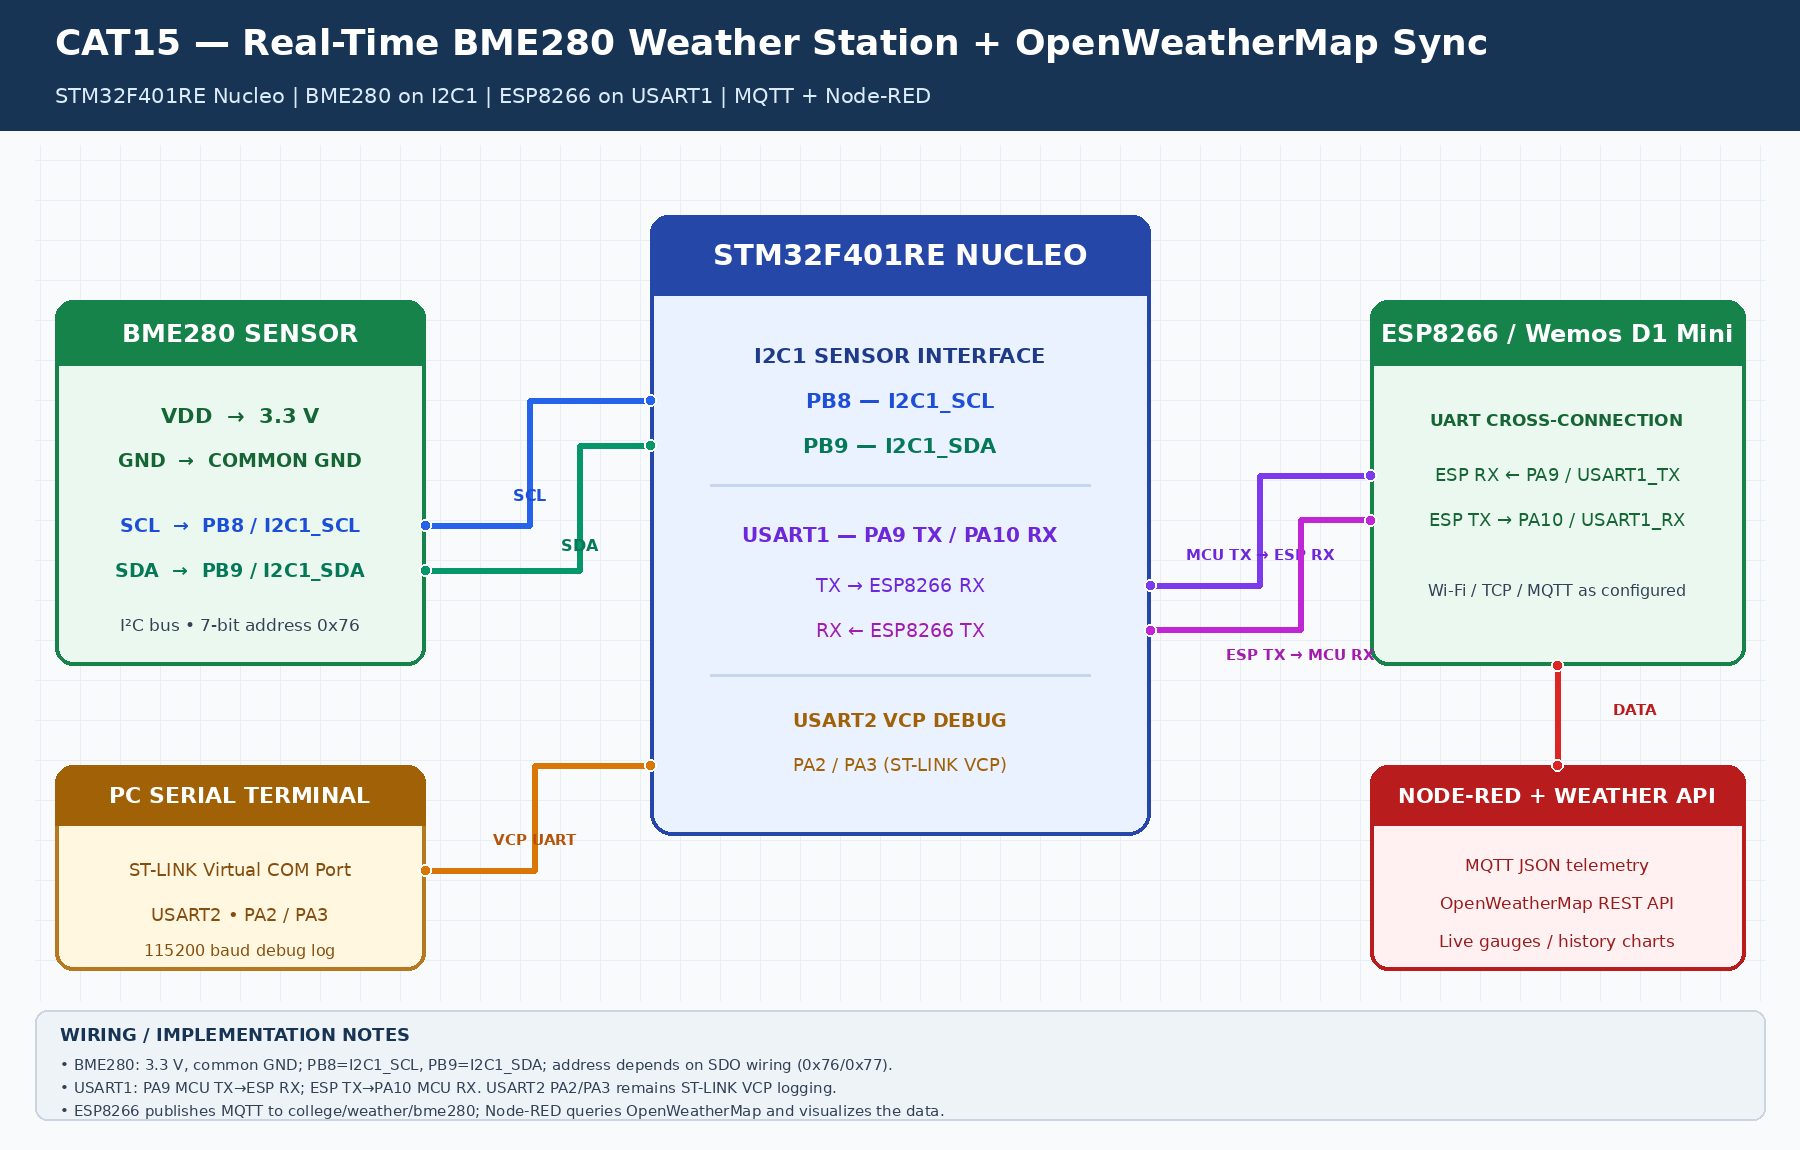 CAT15 — Real-Time BME280 Weather Station + OpenWeatherMap Sync
STM32F401RE Nucleo | BME280 on I2C1 | ESP8266 on USART1 | MQTT + Node-RED
BME280 SENSOR
VDD → 3.3 V
GND → COMMON GND
SCL → PB8 / I2C1_SCL
SDA → PB9 / I2C1_SDA
I²C bus • 7-bit address 0x76
SCL
SDA
STM32F401RE NUCLEO
I2C1 SENSOR INTERFACE
PB8 — I2C1_SCL
PB9 — I2C1_SDA
USART1 — PA9 TX / PA10 RX
TX → ESP8266 RX
RX ← ESP8266 TX
USART2 VCP DEBUG
PA2 / PA3 (ST-LINK VCP)
MCU TX → ESP RX
ESP TX → MCU RX
ESP8266 / Wemos D1 Mini
UART CROSS-CONNECTION
ESP RX ← PA9 / USART1_TX
ESP TX → PA10 / USART1_RX
Wi-Fi / TCP / MQTT as configured
DATA
PC SERIAL TERMINAL
ST-LINK Virtual COM Port
USART2 • PA2 / PA3
115200 baud debug log
VCP UART
NODE-RED + WEATHER API
MQTT JSON telemetry
OpenWeatherMap REST API
Live gauges / history charts
WIRING / IMPLEMENTATION NOTES
• BME280: 3.3 V, common GND; PB8=I2C1_SCL, PB9=I2C1_SDA; address depends on SDO wiring (0x76/0x77).
• USART1: PA9 MCU TX→ESP RX; ESP TX→PA10 MCU RX. USART2 PA2/PA3 remains ST-LINK VCP logging.
• ESP8266 publishes MQTT to college/weather/bme280; Node-RED queries OpenWeatherMap and visualizes the data.